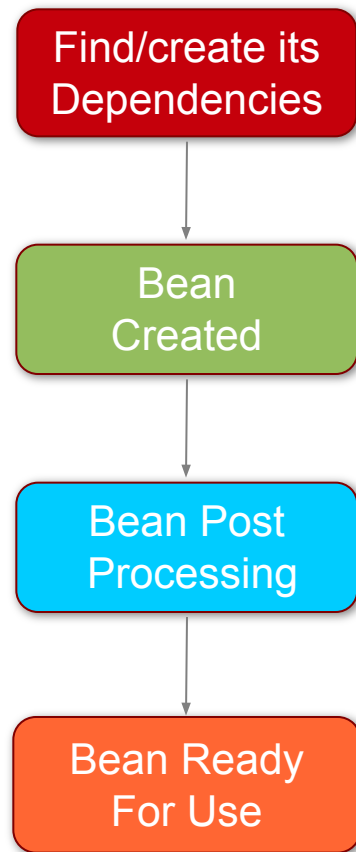 Find/create its
Dependencies
Bean
Created
Bean Post
Processing
Bean Ready
For Use